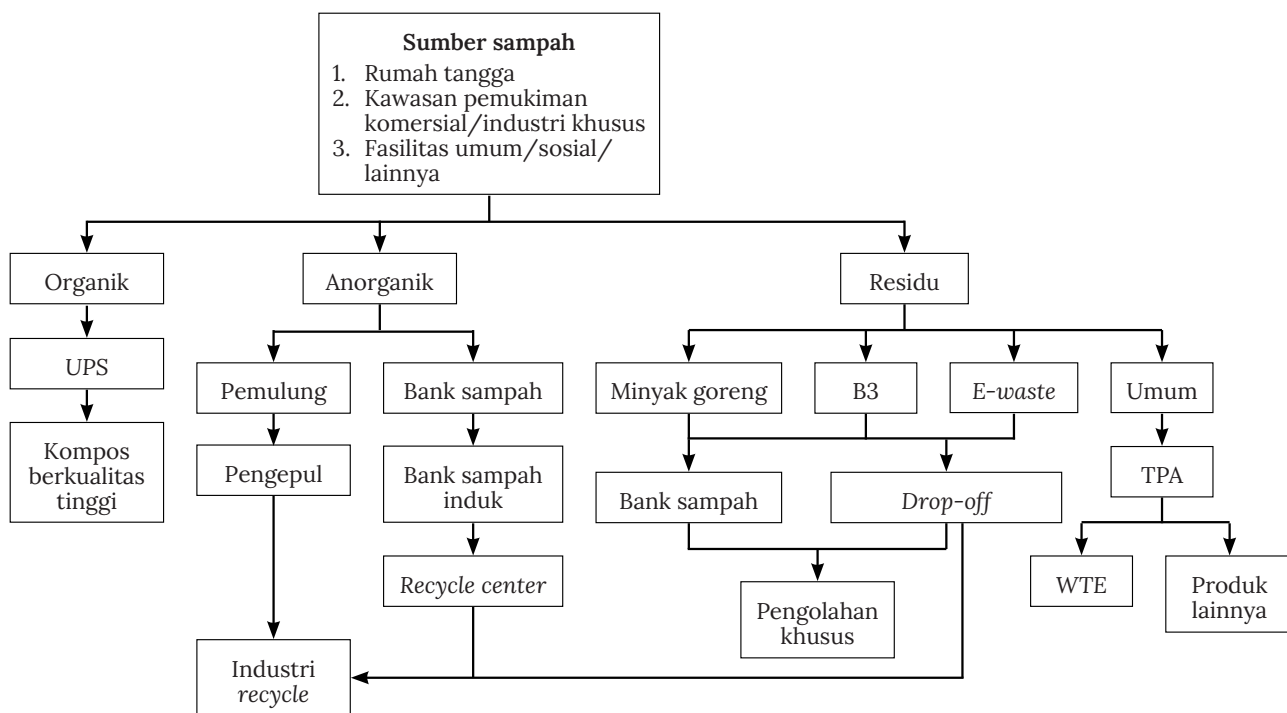 Sumber sampah
1. Rumah tangga
2. Kawasan pemukiman
komersial/industri khusus
3. Fasilitas umum/sosial/
lainnya
Organik
Anorganik
Residu
UPS
Pemulung
Bank sampah
Minyak goreng
B3
E-waste
Umum
Kompos
berkualitas
tinggi
Pengepul
Bank sampah
induk
Bank sampah
Drop-off
TPA
Recycle center
Pengolahan
khusus
WTE
Produk
lainnya
Industri
recycle